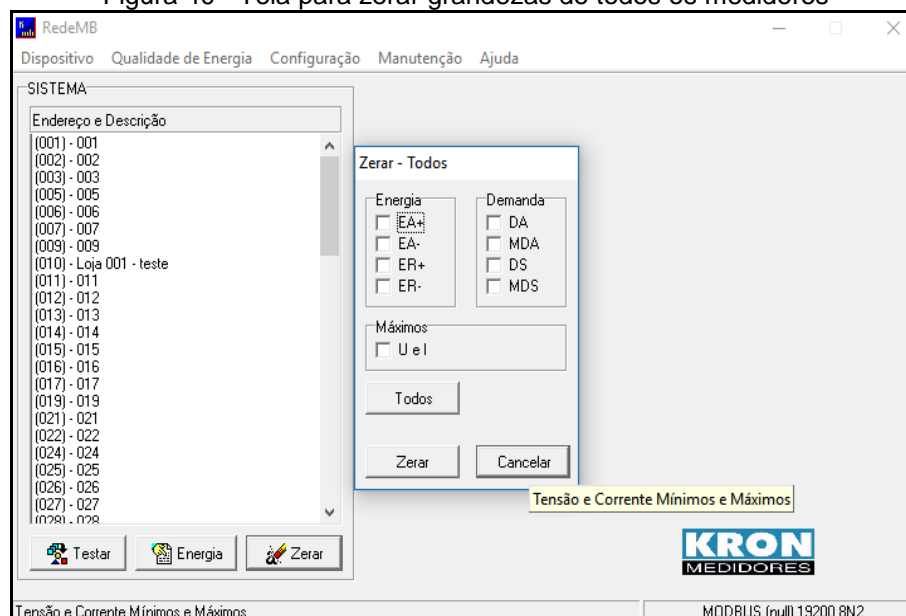 Figura 40 - Tela para zerar grandezas de todos os medidores
RedeMB
Dispositivo Qualidade de Energia Configuração Manutenção Ajuda
SISTEMA
Endereço e Descrição
(001) - 001
(002) - 002
(003) - 003
(005) - 005
(006) - 006
(007) - 007
(009) - 009
(010) - Loja 001 - teste
(011) - 011
(012) - 012
(013) - 013
(014) - 014
(015) - 015
(016) - 016
(017) - 017
(019) - 019
(021) - 021
(022) - 022
(024) - 024
(025) - 025
(026) - 026
(027) - 027
(028) - 028
Testar Energia Zerar
Zerar - Todos
Energia
EA+
EA-
ER+
ER-
Demanda
DA
MDA
DS
MDS
Máximos
U e I
Todos
Zerar Cancelar
Tensão e Corrente Mínimos e Máximos
KRON
MEDIDORES
Tensão e Corrente Mínimos e Máximos MODBUS (null) 19200 8N2